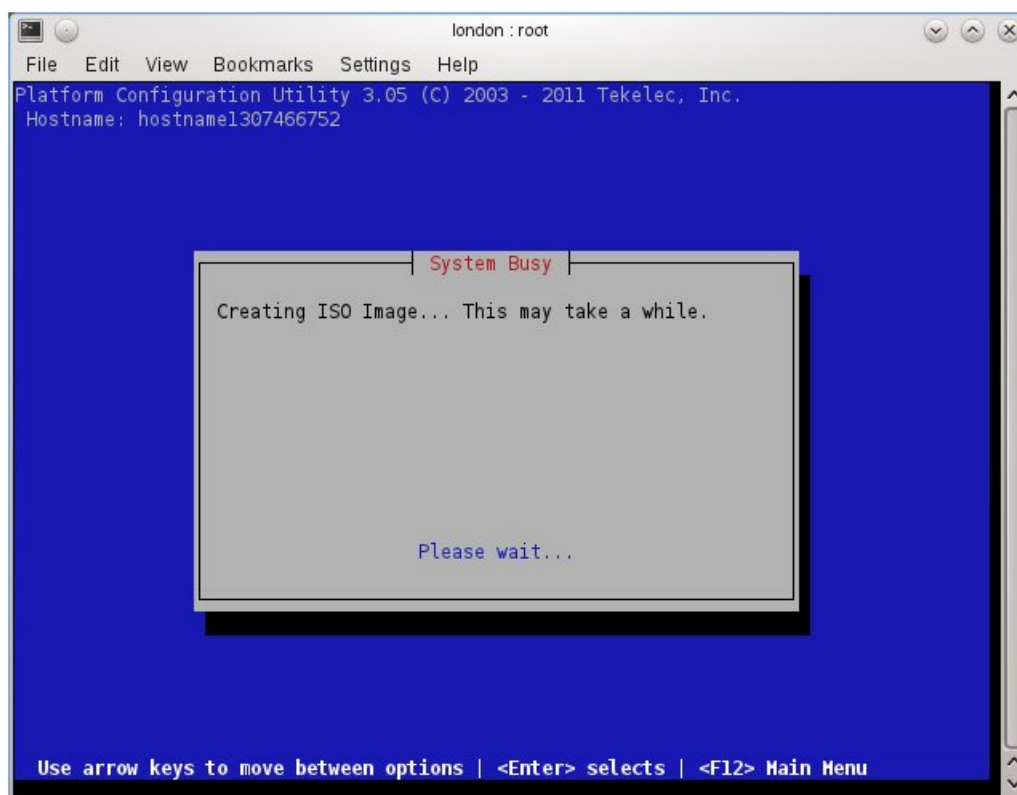 london : root
File Edit View Bookmarks Settings Help
Platform Configuration Utility 3.05 (C) 2003 - 2011 Tekelec, Inc.
Hostname: hostname1307466752
System Busy
Creating ISO Image... This may take a while.
Please wait...
Use arrow keys to move between options | <Enter> selects | <F12> Main Menu